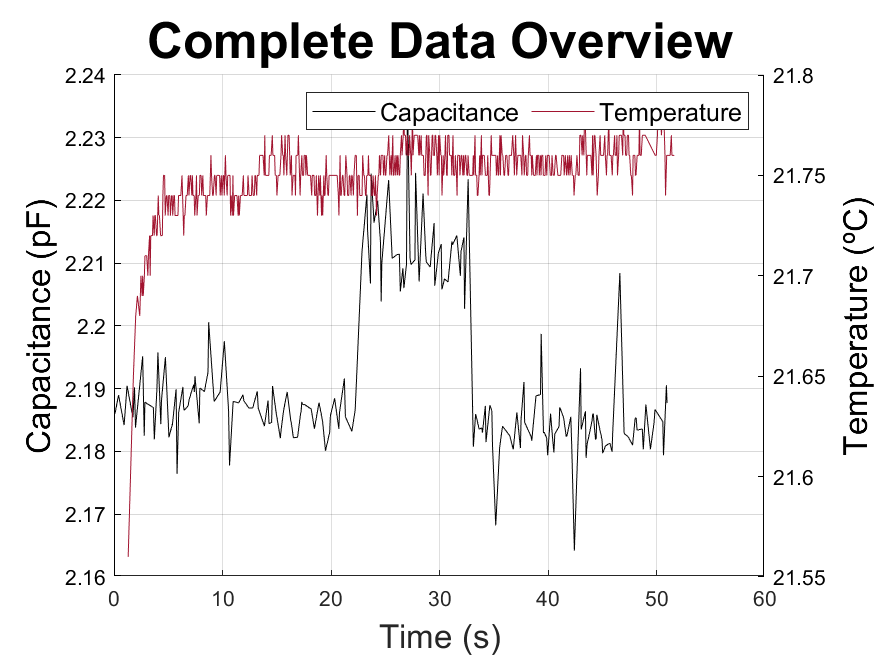 Complete Data Overview
Capacitance Temperature
Capacitance (pF)
2.24
2.23
2.22
2.21
2.2
2.19
2.18
2.17
2.16
21.8
21.75
21.7
21.65
21.6
21.55
Temperature (ºC)
0 10 20 30 40 50 60
Time (s)